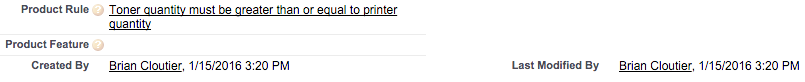 Product Rule ? Toner quantity must be greater than or equal to printer
quantity
Product Feature ?
Created By Brian Cloutier, 1/15/2016 3:20 PM Last Modified By Brian Cloutier, 1/15/2016 3:20 PM